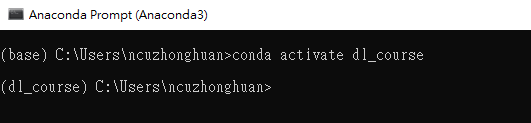 Anaconda Prompt (Anaconda3)
(base) C:\Users\ncuzhonghuan>conda activate dl_course
(dl_course) C:\Users\ncuzhonghuan>